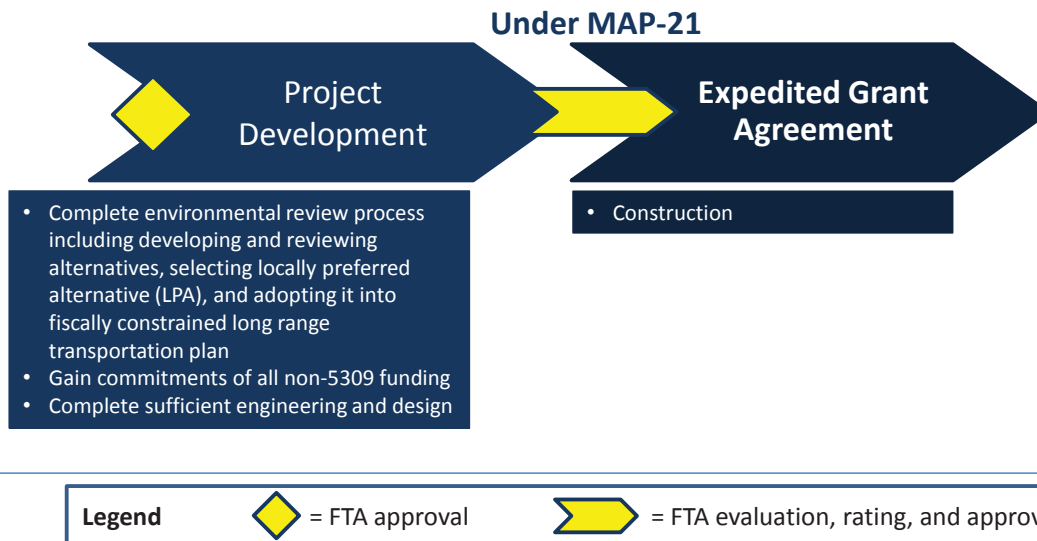 Under MAP-21
Project
Development
Expedited Grant
Agreement
• Complete environmental review process
including developing and reviewing
alternatives, selecting locally preferred
alternative (LPA), and adopting it into
fiscally constrained long range
transportation plan
• Gain commitments of all non-5309 funding
• Complete sufficient engineering and design
• Construction
Legend = FTA approval = FTA evaluation, rating, and